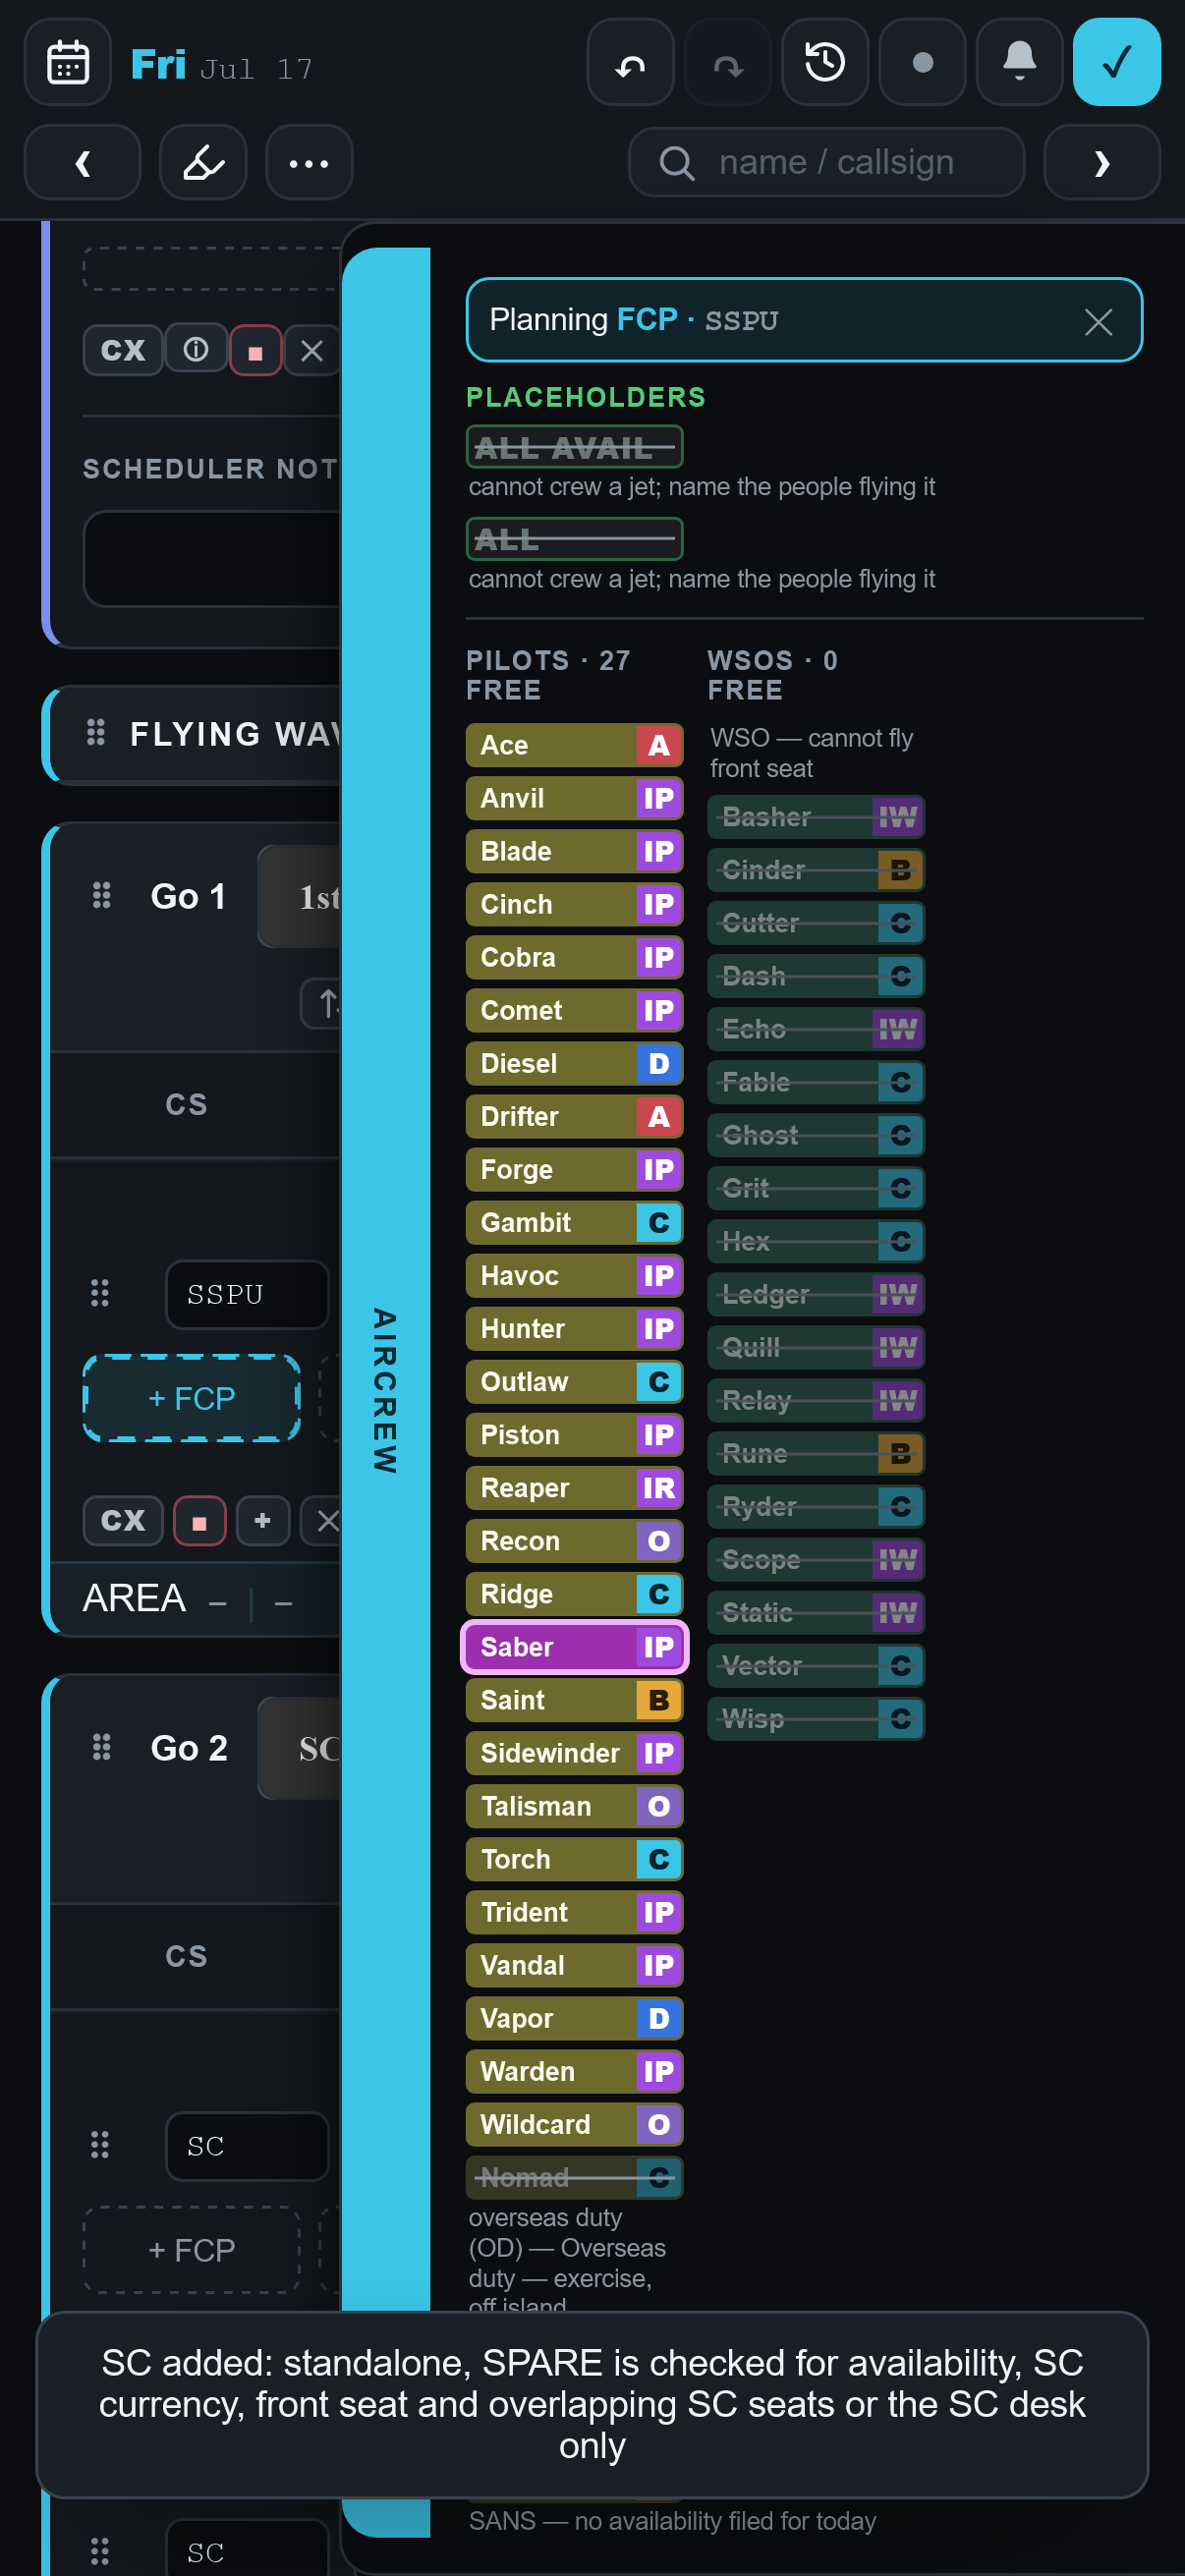 Fri Jul 17
name / callsign
CX
SCHEDULER NOT
FLYING WAV
Go 1 1st
CS
SSPU
+ FCP
CX
AREA – | –
Go 2 SC
CS
SC
+ FCP
SC
AIRCREW
Planning FCP · SSPU
PLACEHOLDERS
ALL AVAIL
cannot crew a jet; name the people flying it
ALL
cannot crew a jet; name the people flying it
PILOTS · 27
FREE
Ace A
Anvil IP
Blade IP
Cinch IP
Cobra IP
Comet IP
Diesel D
Drifter A
Forge IP
Gambit C
Havoc IP
Hunter IP
Outlaw C
Piston IP
Reaper IR
Recon O
Ridge C
Saber IP
Saint B
Sidewinder IP
Talisman O
Torch C
Trident IP
Vandal IP
Vapor D
Warden IP
Wildcard O
Nomad C
overseas duty
(OD) — Overseas
duty — exercise,
off island
WSOS · 0
FREE
WSO — cannot fly
front seat
Basher IW
Cinder B
Cutter C
Dash C
Echo IW
Fable C
Ghost C
Grit C
Hex C
Ledger IW
Quill IW
Relay IW
Rune B
Ryder C
Scope IW
Static IW
Vector C
Wisp C
SC added: standalone, SPARE is checked for availability, SC
currency, front seat and overlapping SC seats or the SC desk
only
SANS — no availability filed for today